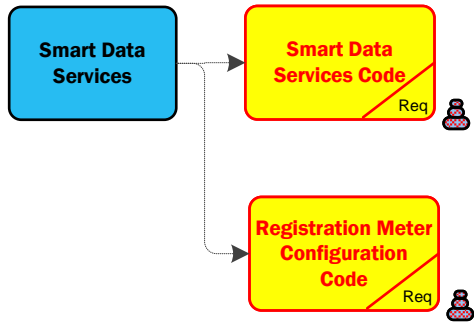 Smart Data
Services
Smart Data
Services Code
Req
Registration Meter
Configuration
Code
Req